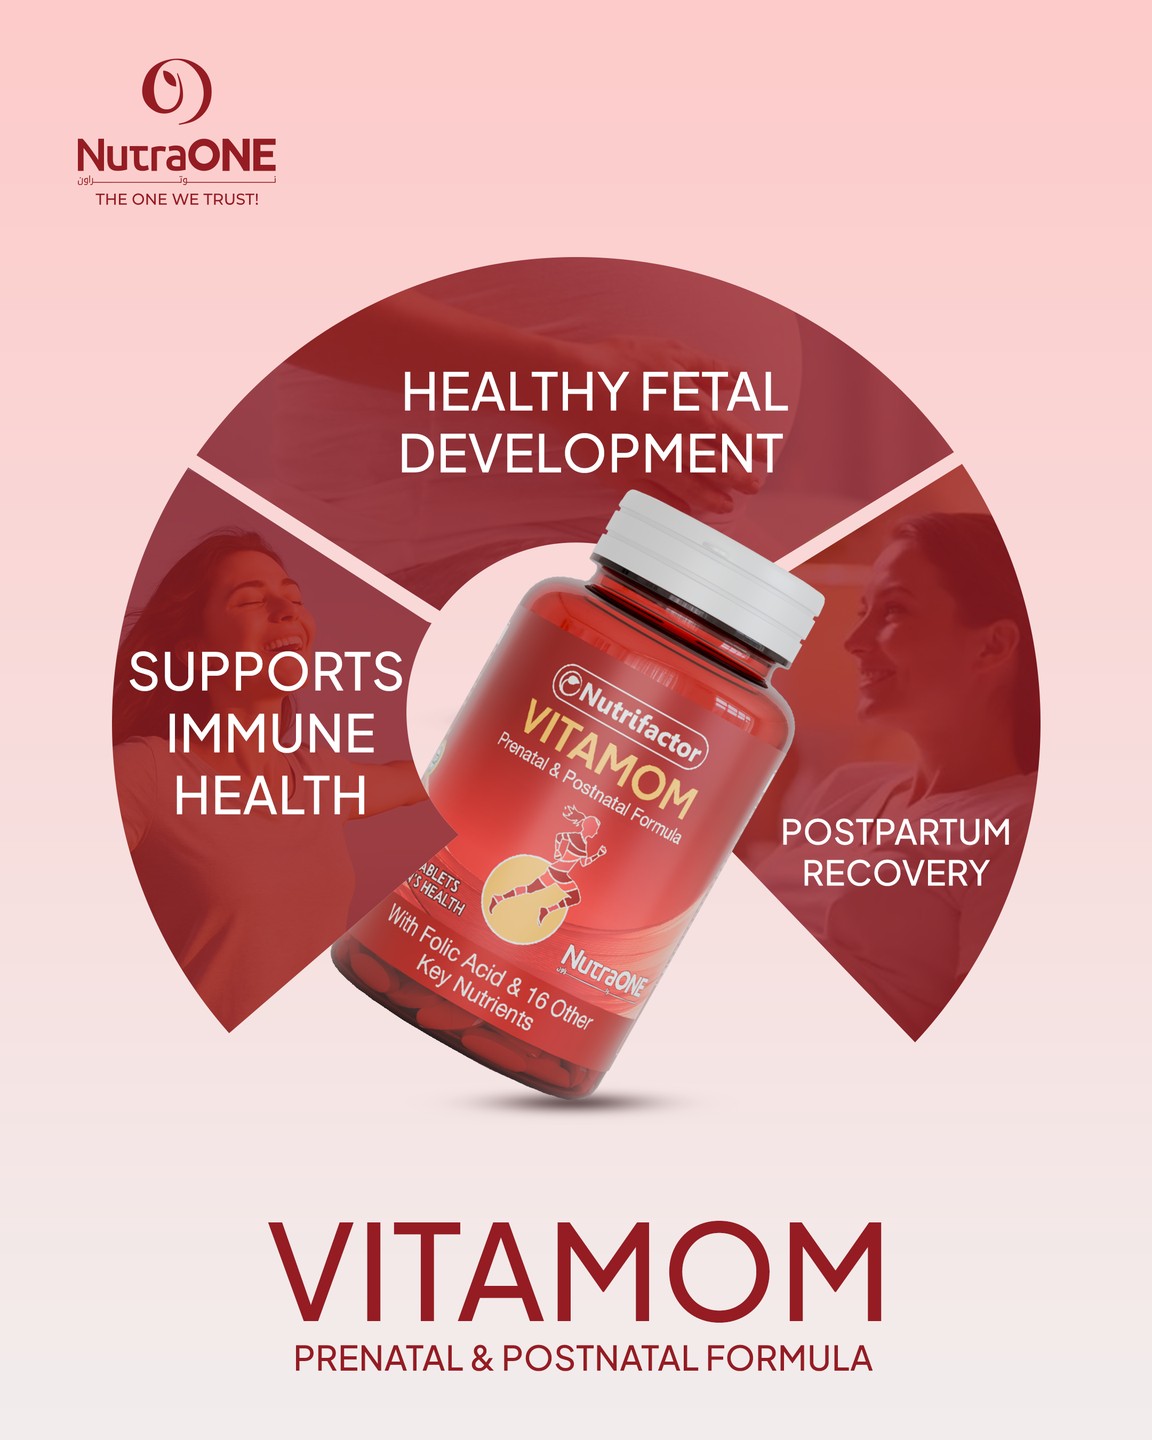 NutraONE
نــوتــراون
THE ONE WE TRUST!
HEALTHY FETAL
DEVELOPMENT
SUPPORTS
IMMUNE
HEALTH
POSTPARTUM
RECOVERY
Nutrifactor
VITAMOM
Prenatal & Postnatal Formula
With Folic Acid & 16 Other
Key Nutrients
NutraONE
VITAMOM
PRENATAL & POSTNATAL FORMULA